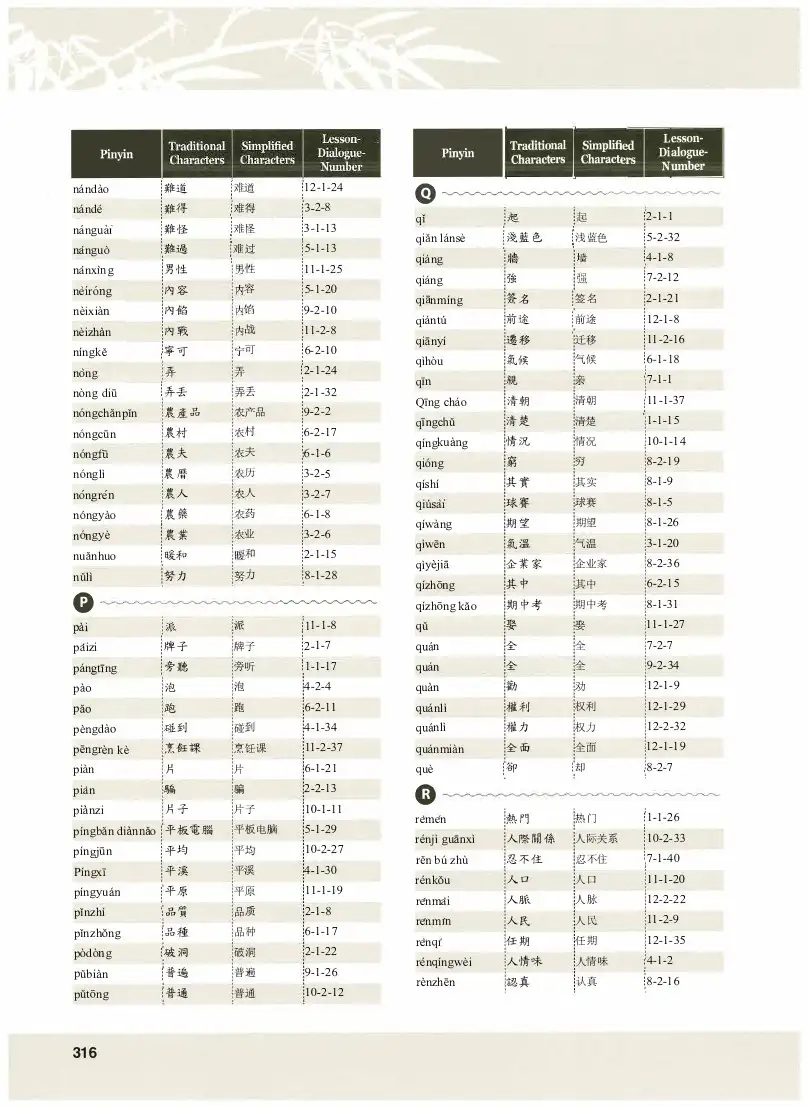 Pinyin Traditional Characters Simplified Characters Lesson-Dialogue-Number
nándào 難道 难道 12-1-24
nándé 難得 难得 3-2-8
nánguài 難怪 难怪 3-1-13
nánguò 難過 难过 5-1-13
nánxìng 男性 男性 11-1-25
nèiróng 內容 内容 5-1-20
nèixiàn 內餡 内馅 9-2-10
nèizhàn 內戰 内战 11-2-8
níngkě 寧可 宁可 6-2-10
nòng 弄 弄 2-1-24
nòng diū 弄丟 弄丢 2-1-32
nóngchǎnpǐn 農產品 农产品 9-2-2
nóngcūn 農村 农村 6-2-17
nóngfū 農夫 农夫 6-1-6
nónglì 農曆 农历 3-2-5
nóngrén 農人 农人 3-2-7
nóngyào 農藥 农药 6-1-8
nóngyè 農業 农业 3-2-6
nuǎnhuo 暖和 暖和 2-1-15
nǔlì 努力 努力 8-1-28
P
pài 派 派 11-1-8
páizi 牌子 牌子 2-1-7
pángtīng 旁聽 旁听 1-1-17
pào 泡 泡 4-2-4
pǎo 跑 跑 6-2-11
pèngdào 碰到 碰到 4-1-34
pēngrèn kè 烹飪課 烹饪课 11-2-37
piàn 片 片 6-1-21
pián 騙 骗 2-2-13
piànzi 片子 片子 10-1-11
píngbǎn diànnǎo 平板電腦 平板电脑 5-1-29
píngjūn 平均 平均 10-2-27
Píngxī 平溪 平溪 4-1-30
pingyuán 平原 平原 11-1-19
pǐnzhí 品質 品质 2-1-8
pǐnzhǒng 品種 品种 6-1-17
pòdòng 破洞 破洞 2-1-22
pǔbiàn 普遍 普遍 9-1-26
pǔtōng 普通 普通 10-2-12
Pinyin Traditional Characters Simplified Characters Lesson-Dialogue-Number
Q
qǐ 起 起 2-1-1
qiǎn lánsè 淺藍色 浅蓝色 5-2-32
qiáng 牆 墙 4-1-8
qiáng 強 强 7-2-12
qiānmíng 簽名 签名 2-1-21
qiántú 前途 前途 12-1-8
qiānyí 遷移 迁移 11-2-16
qìhòu 氣候 气候 6-1-18
qīn 親 亲 7-1-1
Qīng cháo 清朝 清朝 11-1-37
qīngchǔ 清楚 清楚 1-1-15
qíngkuàng 情況 情况 10-1-14
qióng 窮 穷 8-2-19
qíshí 其實 其实 8-1-9
qiúsài 球賽 球赛 8-1-5
qíwàng 期望 期望 8-1-26
qìwēn 氣溫 气温 3-1-20
qìyèjiā 企業家 企业家 8-2-36
qízhōng 其中 其中 6-2-15
qízhōng kǎo 期中考 期中考 8-1-31
qǔ 娶 娶 11-1-27
quán 全 全 7-2-7
quán 全 全 9-2-34
quàn 勸 劝 12-1-9
quánlì 權利 权利 12-1-29
quánlì 權力 权力 12-2-32
quánmiàn 全面 全面 12-1-19
què 卻 却 8-2-7
R
rèmén 熱門 热门 1-1-26
rénjì guānxì 人際關係 人际关系 10-2-33
rěn bú zhù 忍不住 忍不住 7-1-40
rénkǒu 人口 人口 11-1-20
rénmài 人脈 人脉 12-2-22
rénmín 人民 人民 11-2-9
rènqí 任期 任期 12-1-35
rénqíngwèi 人情味 人情味 4-1-2
rènzhēn 認真 认真 8-2-16
316